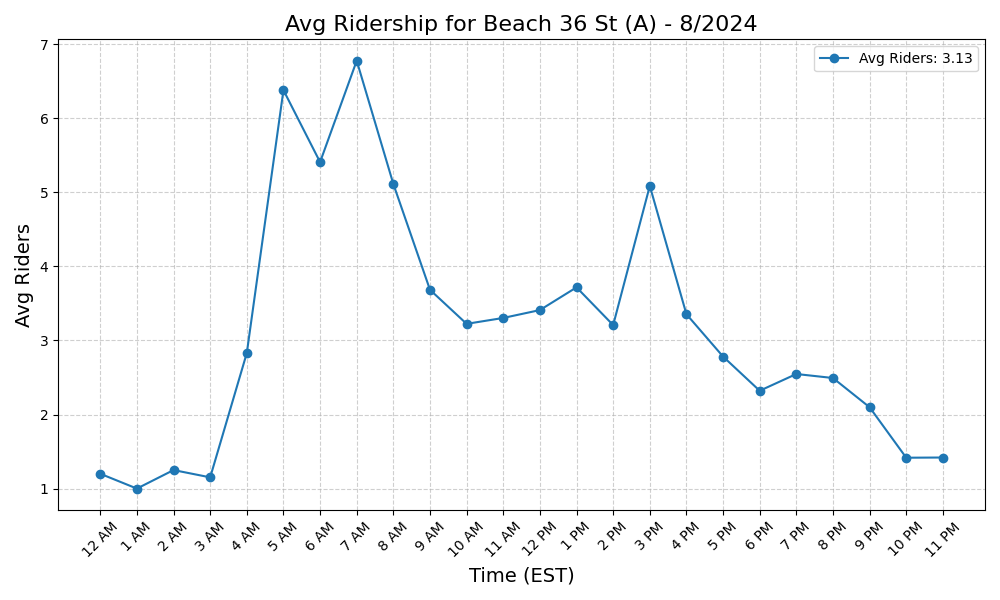 Avg Ridership for Beach 36 St (A) - 8/2024
Avg Riders: 3.13
Avg Riders
7
6
5
4
3
2
1
12 AM
1 AM
2 AM
3 AM
4 AM
5 AM
6 AM
7 AM
8 AM
9 AM
10 AM
11 AM
12 PM
1 PM
2 PM
3 PM
4 PM
5 PM
6 PM
7 PM
8 PM
9 PM
10 PM
11 PM
Time (EST)